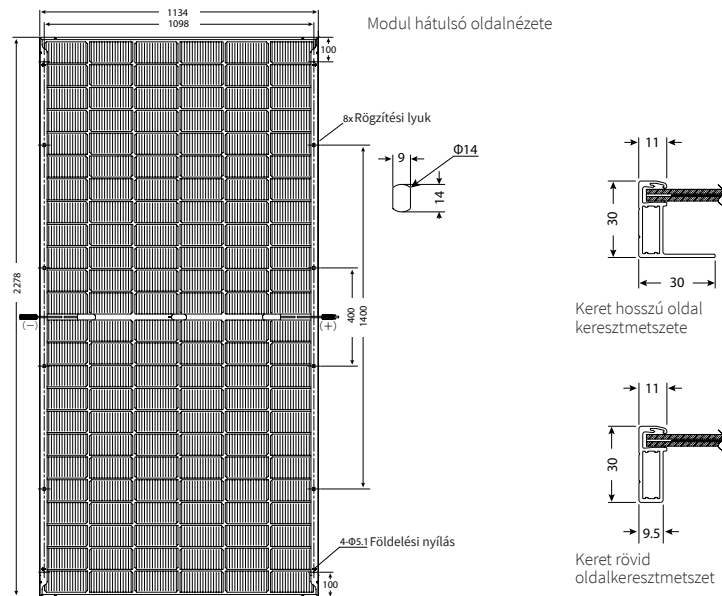 1134
1098
Modul hátulsó oldalnézete
100
8x Rögzítési lyuk
9
Φ14
14
11
30
30
Keret hosszú oldal
keresztmetszete
2278
400
1400
(−)
(+)
11
30
9.5
Keret rövid
oldalkeresztmetszet
4-Φ5.1 Földelési nyílás
100